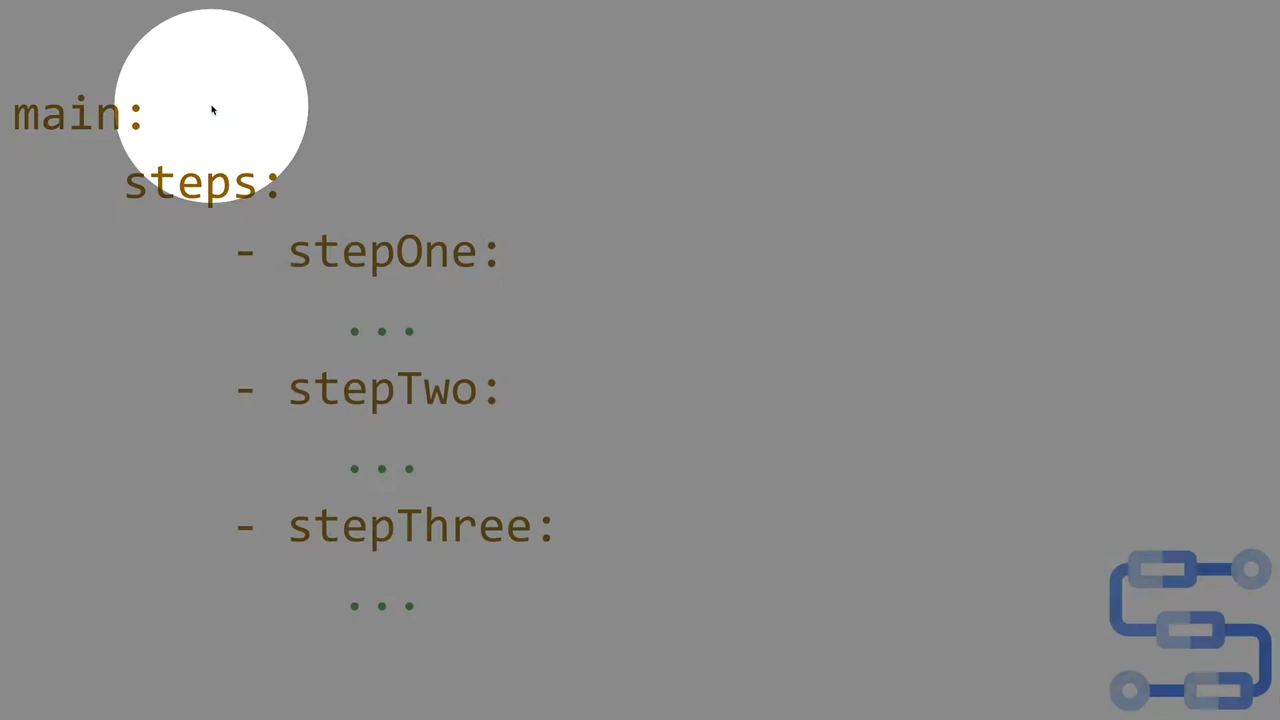 main:
steps:
- stepOne:
...
- stepTwo:
...
- stepThree:
...